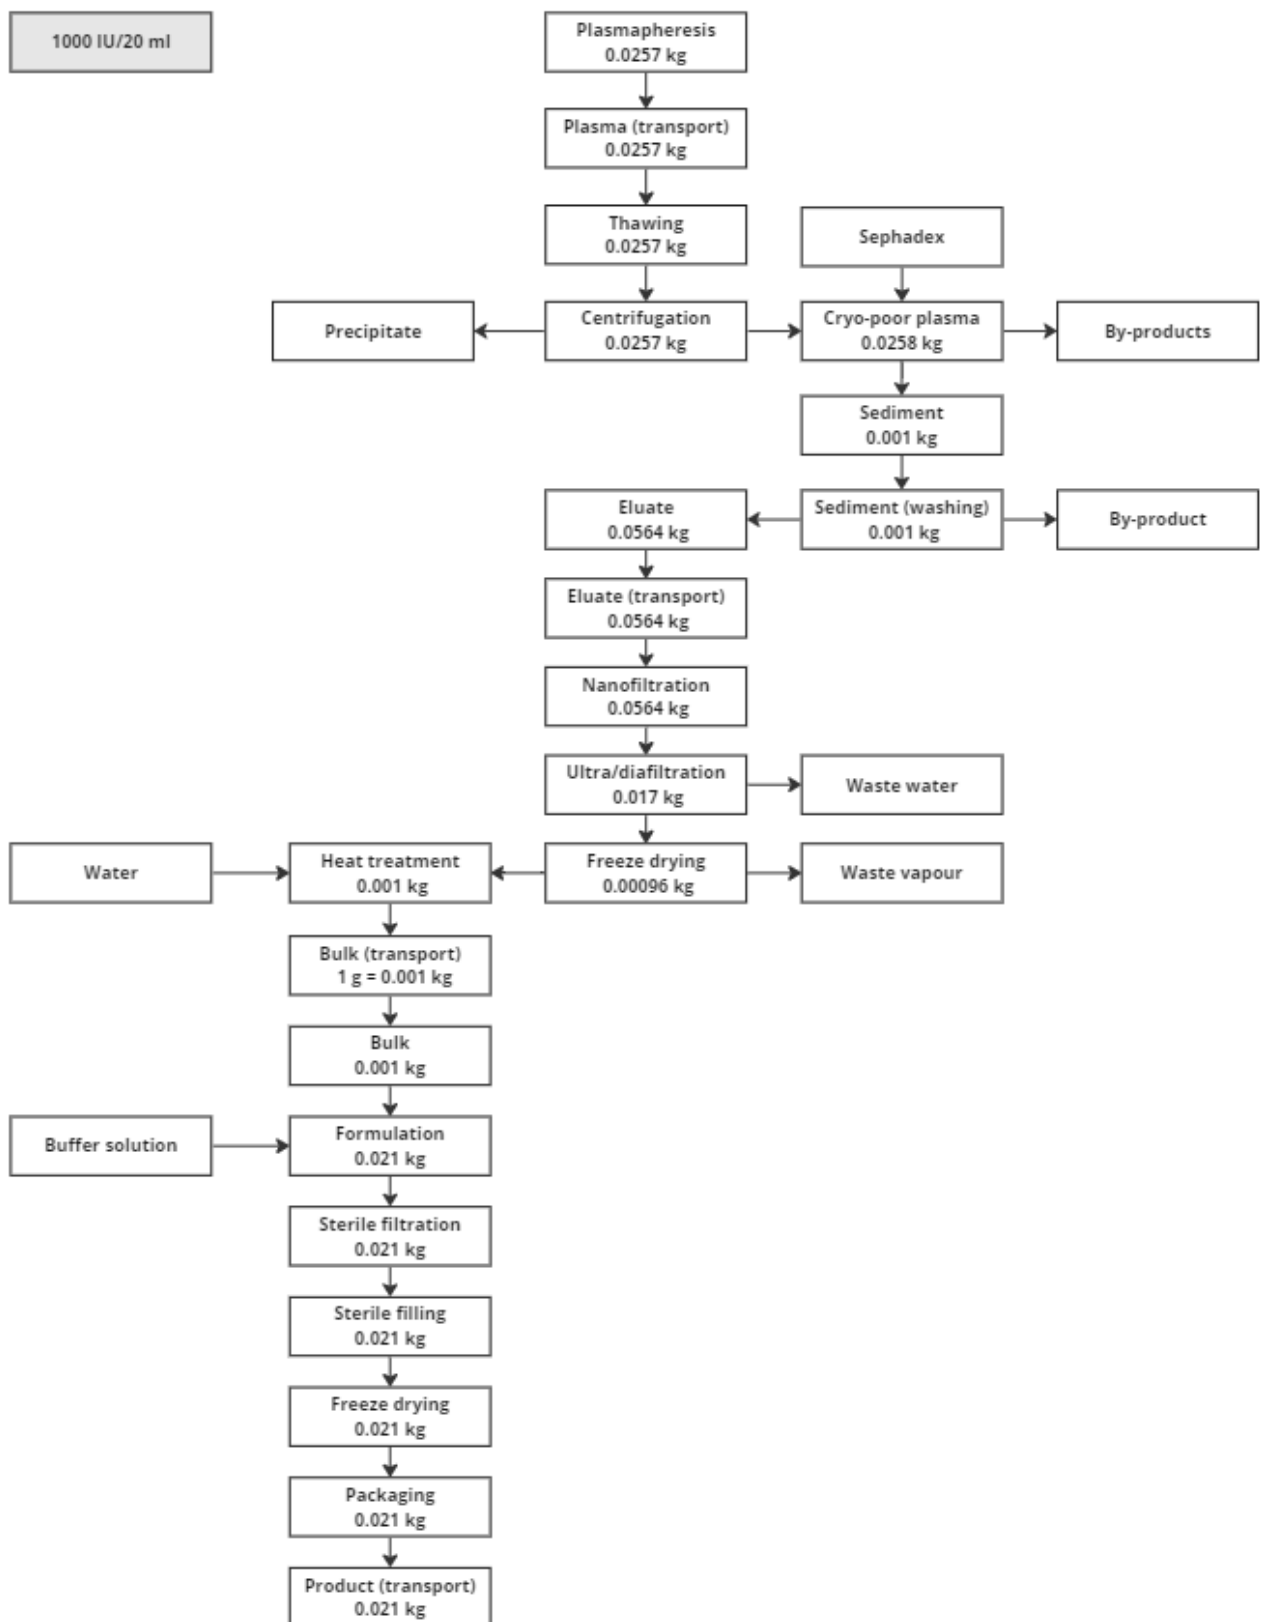 1000 IU/20 ml
Plasmapheresis
0.0257 kg
Plasma (transport)
0.0257 kg
Thawing
0.0257 kg
Sephadex
Precipitate
Centrifugation
0.0257 kg
Cryo-poor plasma
0.0258 kg
By-products
Sediment
0.001 kg
Eluate
0.0564 kg
Sediment (washing)
0.001 kg
By-product
Eluate (transport)
0.0564 kg
Nanofiltration
0.0564 kg
Ultra/diafiltration
0.017 kg
Waste water
Water
Heat treatment
0.001 kg
Freeze drying
0.00096 kg
Waste vapour
Bulk (transport)
1 g = 0.001 kg
Bulk
0.001 kg
Buffer solution
Formulation
0.021 kg
Sterile filtration
0.021 kg
Sterile filling
0.021 kg
Freeze drying
0.021 kg
Packaging
0.021 kg
Product (transport)
0.021 kg